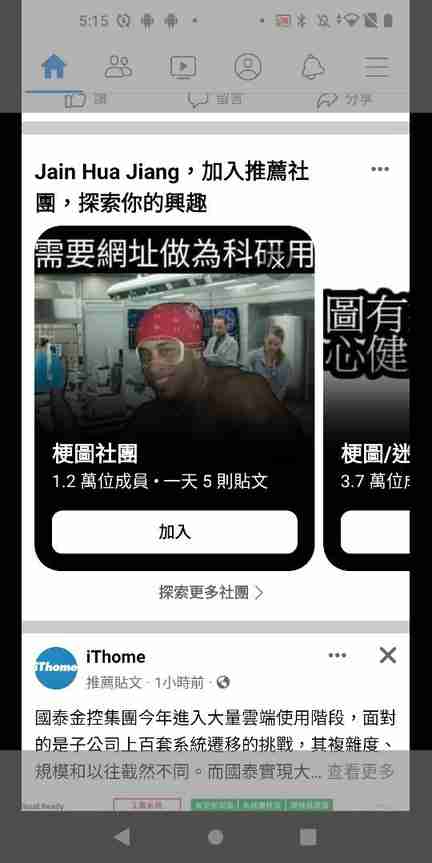 5:15
讚
留言
分享
Jain Hua Jiang，加入推薦社
團，探索你的興趣
需要網址做為科研用
梗圖社團
1.2 萬位成員 • 一天 5 則貼文
加入
圖有
心健
梗圖/迷
3.7 萬位
探索更多社團
iThome
iThome
推薦貼文 · 1小時前 ·
國泰金控集團今年進入大量雲端使用階段，面對
的是子公司上百套系統遷移的挑戰，其複雜度、
規模和以往截然不同。而國泰實現大... 查看更多